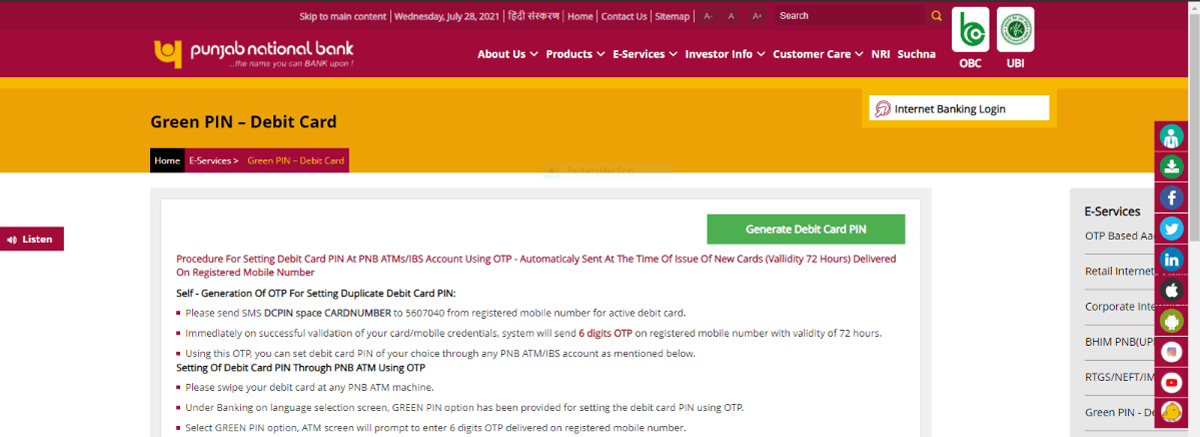 Skip to main content | Wednesday, July 28, 2021 | हिंदी संस्करण | Home | Contact Us | Sitemap | A- A A+ Search
punjab national bank
...the name you can BANK upon !
About Us Products E-Services Investor Info Customer Care NRI Suchna
OBC UBI
Internet Banking Login
Green PIN – Debit Card
Home E-Services > Green PIN – Debit Card
Rectangular Snip
Listen
Generate Debit Card PIN
Procedure For Setting Debit Card PIN At PNB ATMs/IBS Account Using OTP - Automaticaly Sent At The Time Of Issue Of New Cards (Vallidity 72 Hours) Delivered
On Registered Mobile Number
Self - Generation Of OTP For Setting Duplicate Debit Card PIN:
Please send SMS DCPIN space CARDNUMBER to 5607040 from registered mobile number for active debit card.
Immediately on successful validation of your card/mobile credentials, system will send 6 digits OTP on registered mobile number with validity of 72 hours.
Using this OTP, you can set debit card PIN of your choice through any PNB ATM/IBS account as mentioned below.
Setting Of Debit Card PIN Through PNB ATM Using OTP
Please swipe your debit card at any PNB ATM machine.
Under Banking on language selection screen, GREEN PIN option has been provided for setting the debit card PIN using OTP.
Select GREEN PIN option, ATM screen will prompt to enter 6 digits OTP delivered on registered mobile number.
E-Services
OTP Based Aa
Retail Internet
Corporate Inte
BHIM PNB(UP
RTGS/NEFT/IM
Green PIN - De